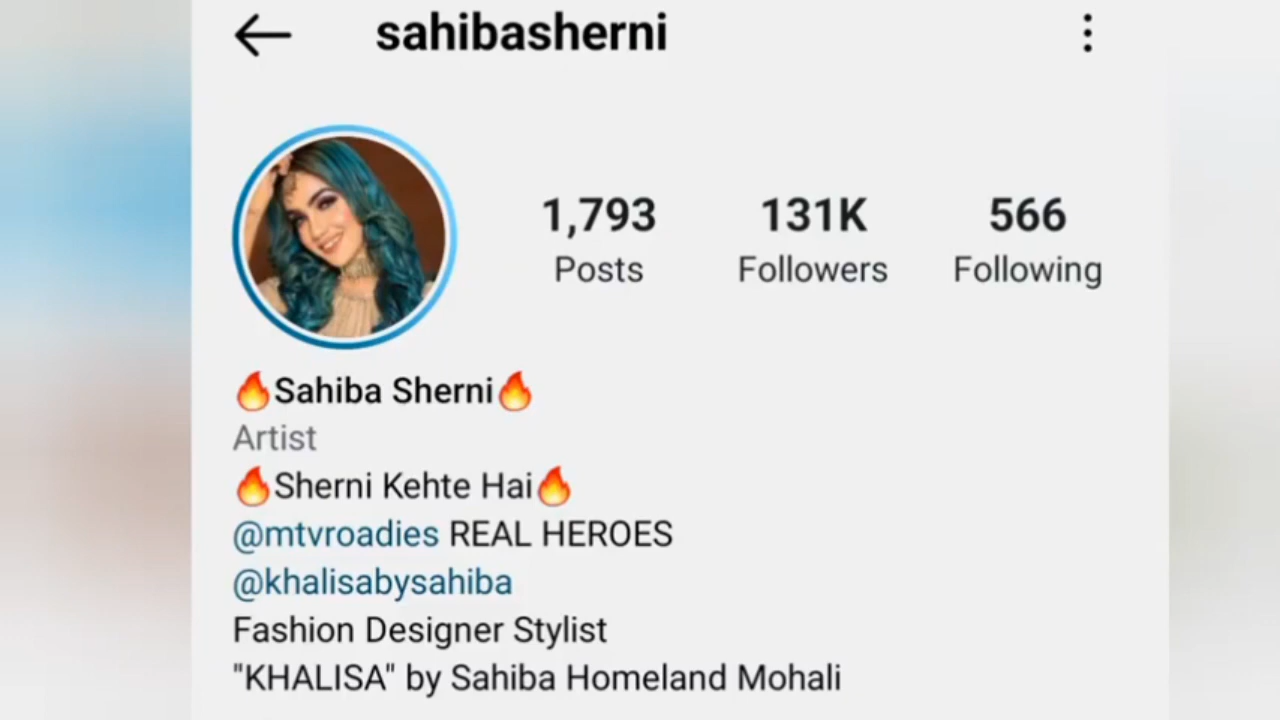 sahibasherni
1,793 131K 566
Posts Followers Following
🔥Sahiba Sherni🔥
Artist
🔥Sherni Kehte Hai🔥
@mtvroadies REAL HEROES
@khalisabysahiba
Fashion Designer Stylist
"KHALISA" by Sahiba Homeland Mohali